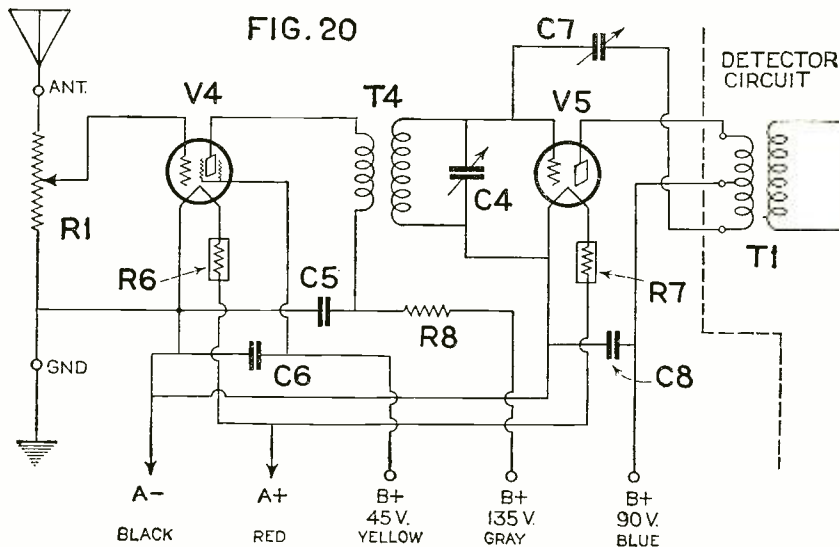 FIG. 20
C7
DETECTOR
CIRCUIT
ANT.
V4
T4
V5
C4
R1
R6
C5
R8
R7
T1
GND
C6
C8
A-
A+
B+
B+
B+
45 V.
135 V.
90 V.
BLACK
RED
YELLOW
GRAY
BLUE